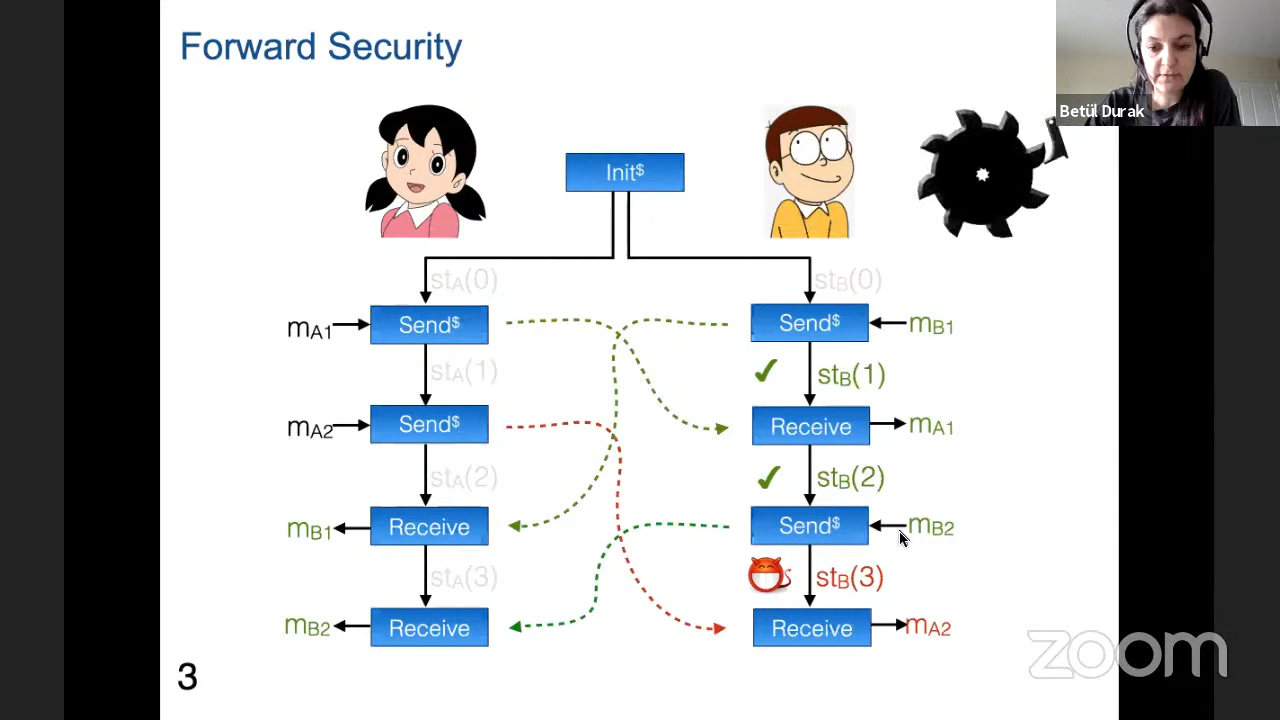 Forward Security
Betül Durak
Init$
stA(0)
stB(0)
mA1
Send$
Send$
mB1
stA(1)
✓
stB(1)
mA2
Send$
Receive
mA1
stA(2)
✓
stB(2)
mB1
Receive
Send$
mB2
stA(3)
stB(3)
mB2
Receive
Receive
mA2
3
zoom